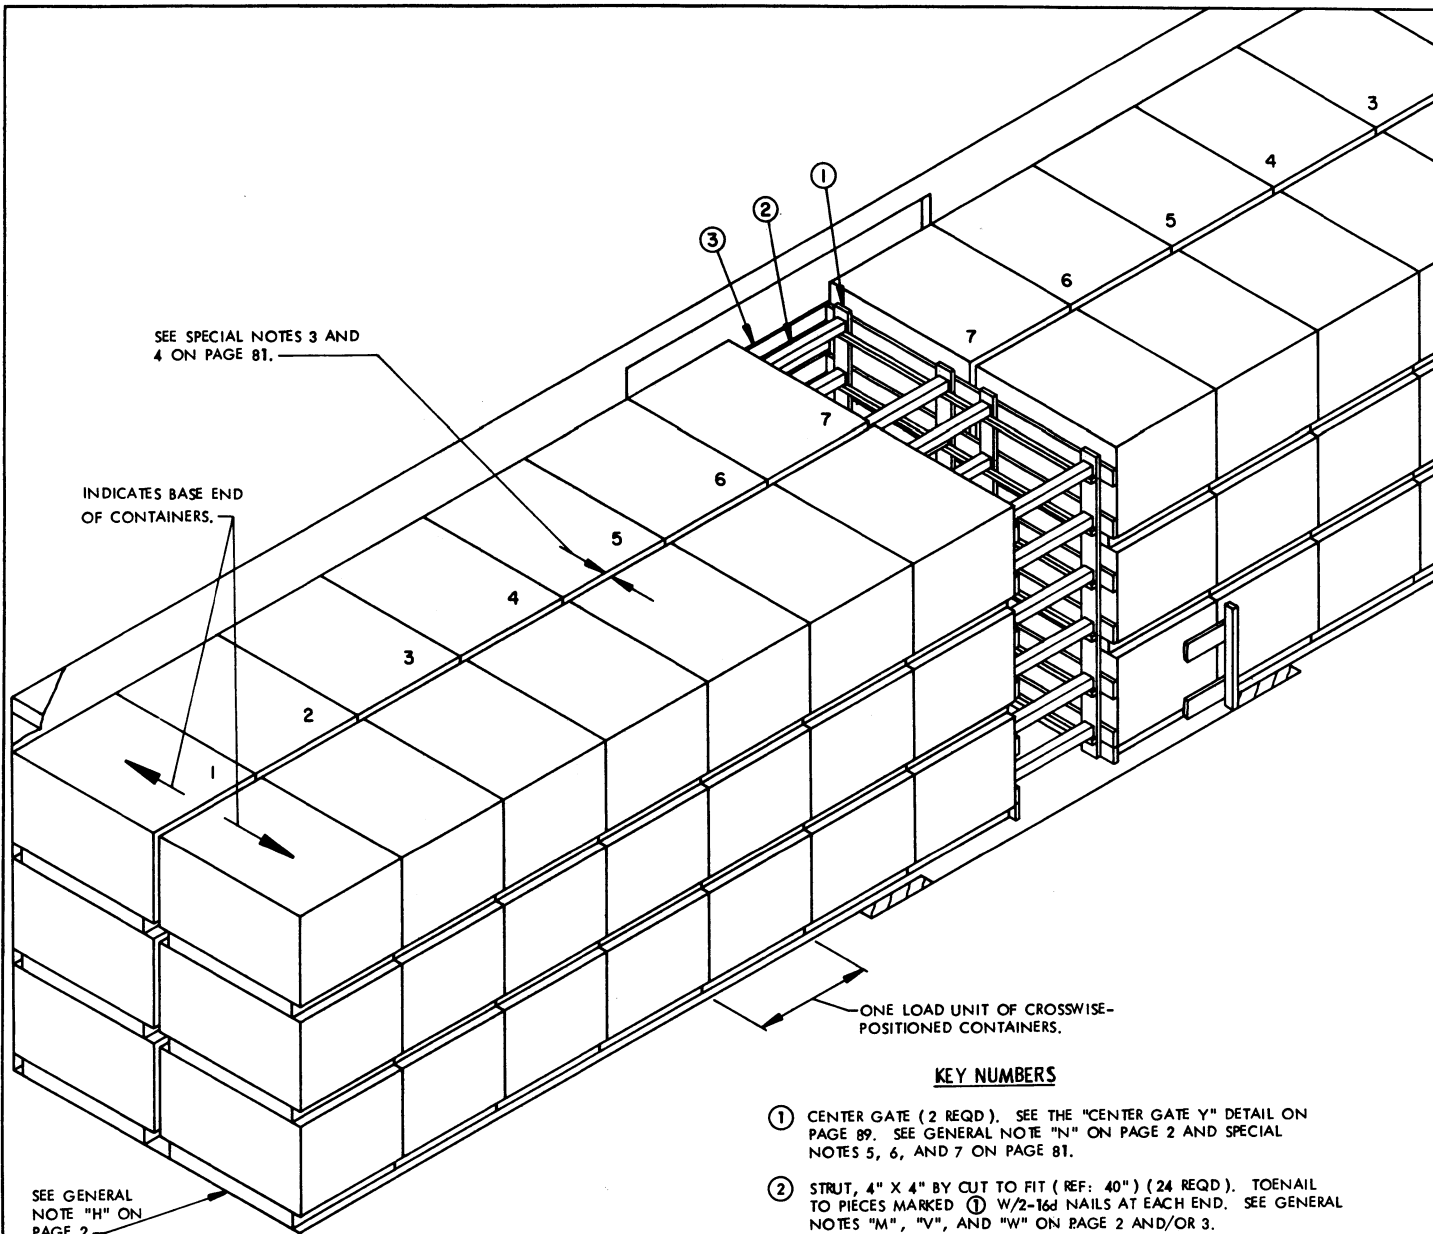 3
4
5
6
7
①
②
③
SEE SPECIAL NOTES 3 AND
4 ON PAGE 81.
7
6
5
4
3
2
1
INDICATES BASE END
OF CONTAINERS.
ONE LOAD UNIT OF CROSSWISE-
POSITIONED CONTAINERS.
KEY NUMBERS
① CENTER GATE (2 REQD). SEE THE "CENTER GATE Y" DETAIL ON
PAGE 89. SEE GENERAL NOTE "N" ON PAGE 2 AND SPECIAL
NOTES 5, 6, AND 7 ON PAGE 81.
② STRUT, 4" X 4" BY CUT TO FIT (REF: 40") (24 REQD). TOENAIL
TO PIECES MARKED ① W/2-16d NAILS AT EACH END. SEE GENERAL
NOTES "M", "V", AND "W" ON PAGE 2 AND/OR 3.
SEE GENERAL
NOTE "H" ON
PAGE 2